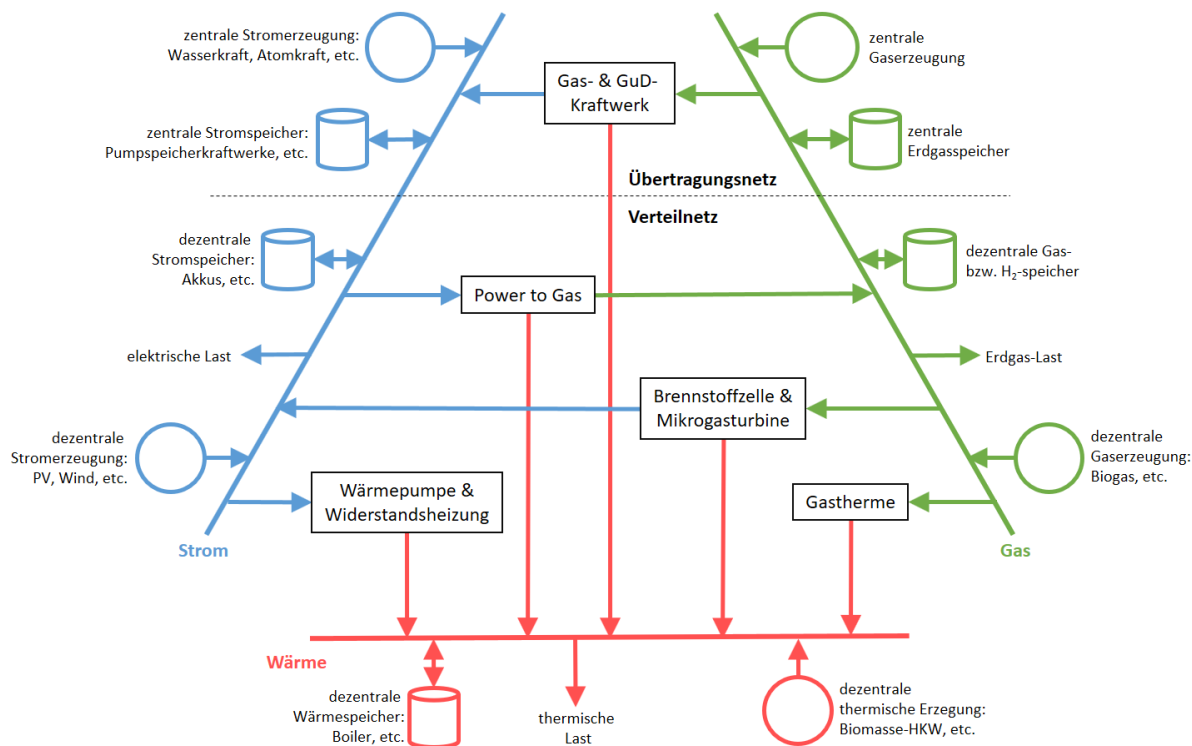 zentrale Stromerzeugung:
Wasserkraft, Atomkraft, etc.
zentrale
Gaserzeugung
Gas- & GuD-
Kraftwerk
zentrale Stromspeicher:
Pumpspeicherkraftwerke, etc.
zentrale
Erdgasspeicher
Übertragungsnetz
Verteilnetz
dezentrale
Stromspeicher:
Akkus, etc.
dezentrale Gas-
bzw. H₂-speicher
Power to Gas
elektrische Last
Erdgas-Last
Brennstoffzelle &
Mikrogasturbine
dezentrale
Stromerzeugung:
PV, Wind, etc.
dezentrale
Gaserzeugung:
Biogas, etc.
Wärmepumpe &
Widerstandsheizung
Gastherme
Strom
Gas
Wärme
dezentrale
Wärmespeicher:
Boiler, etc.
thermische
Last
dezentrale
thermische Erzegung:
Biomasse-HKW, etc.